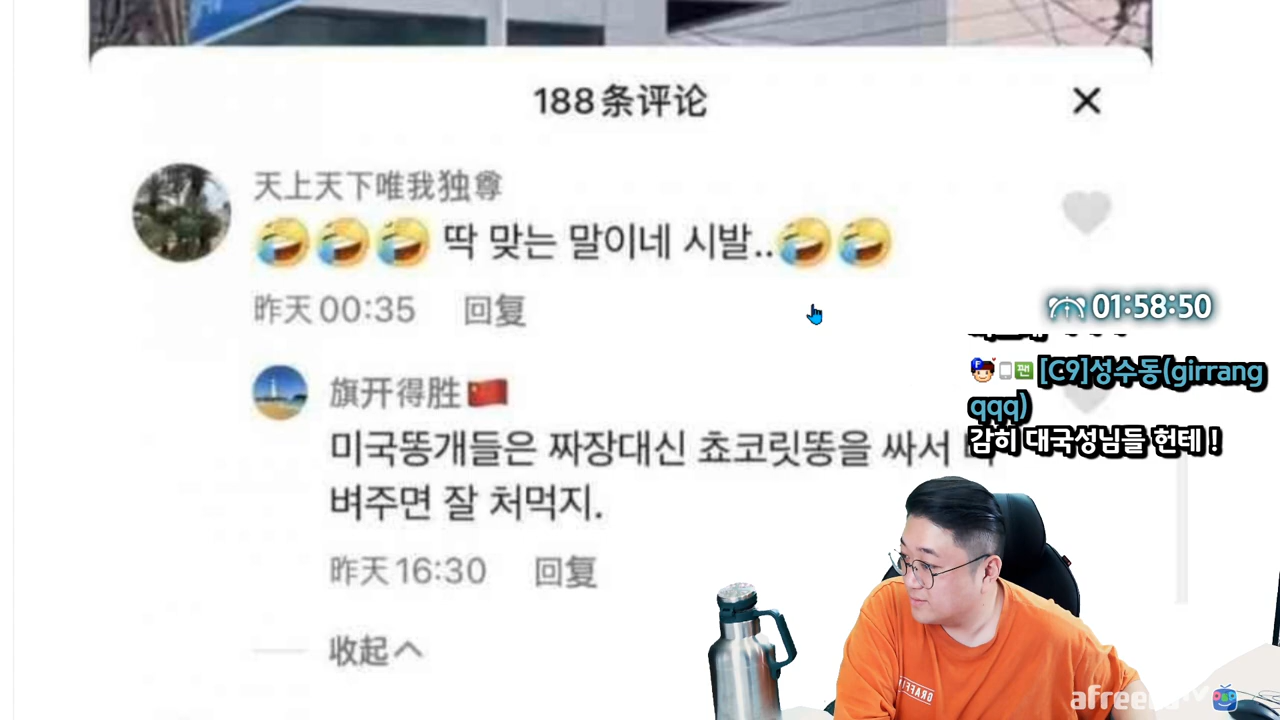 188条评论
天上天下唯我独尊
딱 맞는 말이네 시발..
昨天 00:35 回复
旗开得胜
미국똥개들은 짜장대신 쵸코릿똥을 싸서
벼주면 잘 처먹지.
昨天 16:30 回复
收起
01:58:50
[C9]성수동(girrang
qqq)
감히 대국성님들 헌테 !